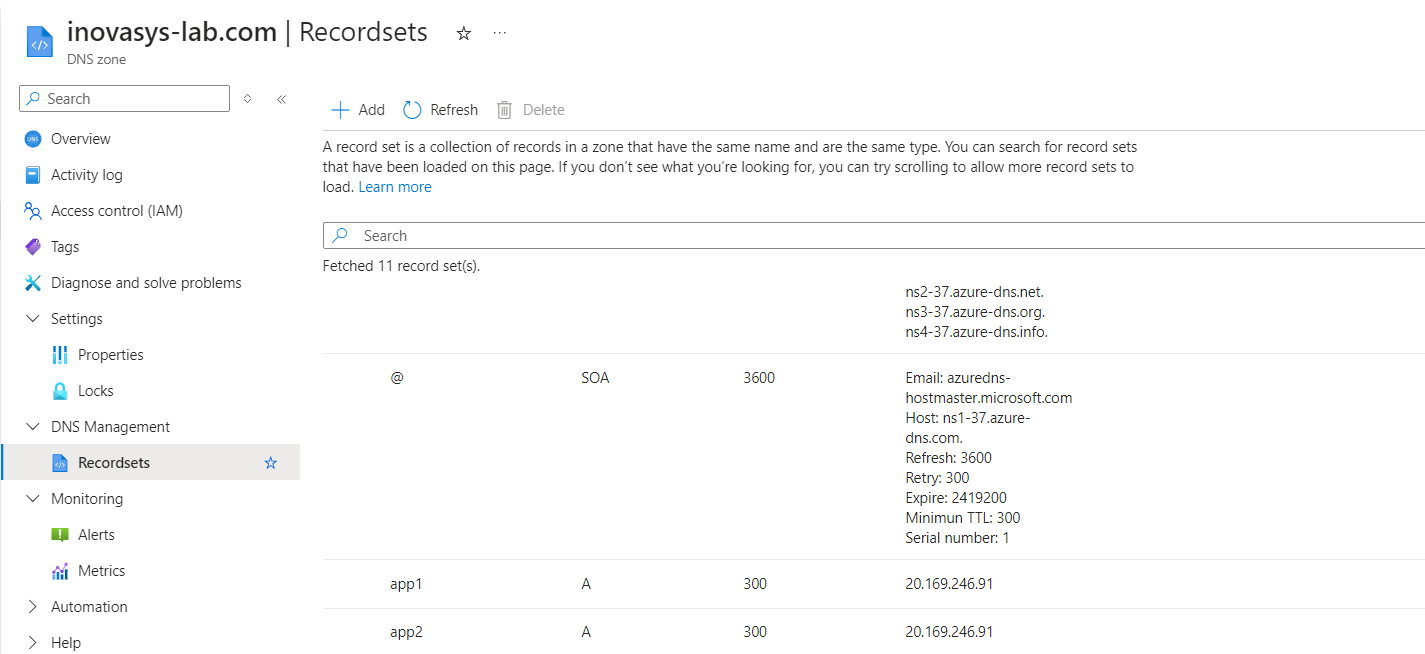 inovasys-lab.com | Recordsets
DNS zone
Search
Overview
Activity log
Access control (IAM)
Tags
Diagnose and solve problems
Settings
Properties
Locks
DNS Management
Recordsets
Monitoring
Alerts
Metrics
Automation
Help
Add Refresh Delete
A record set is a collection of records in a zone that have the same name and are the same type. You can search for record sets
that have been loaded on this page. If you don't see what you're looking for, you can try scrolling to allow more record sets to
load. Learn more
Search
Fetched 11 record set(s).
ns2-37.azure-dns.net.
ns3-37.azure-dns.org.
ns4-37.azure-dns.info.
@ SOA 3600 Email: azuredns-
hostmaster.microsoft.com
Host: ns1-37.azure-
dns.com.
Refresh: 3600
Retry: 300
Expire: 2419200
Minimun TTL: 300
Serial number: 1
app1 A 300 20.169.246.91
app2 A 300 20.169.246.91